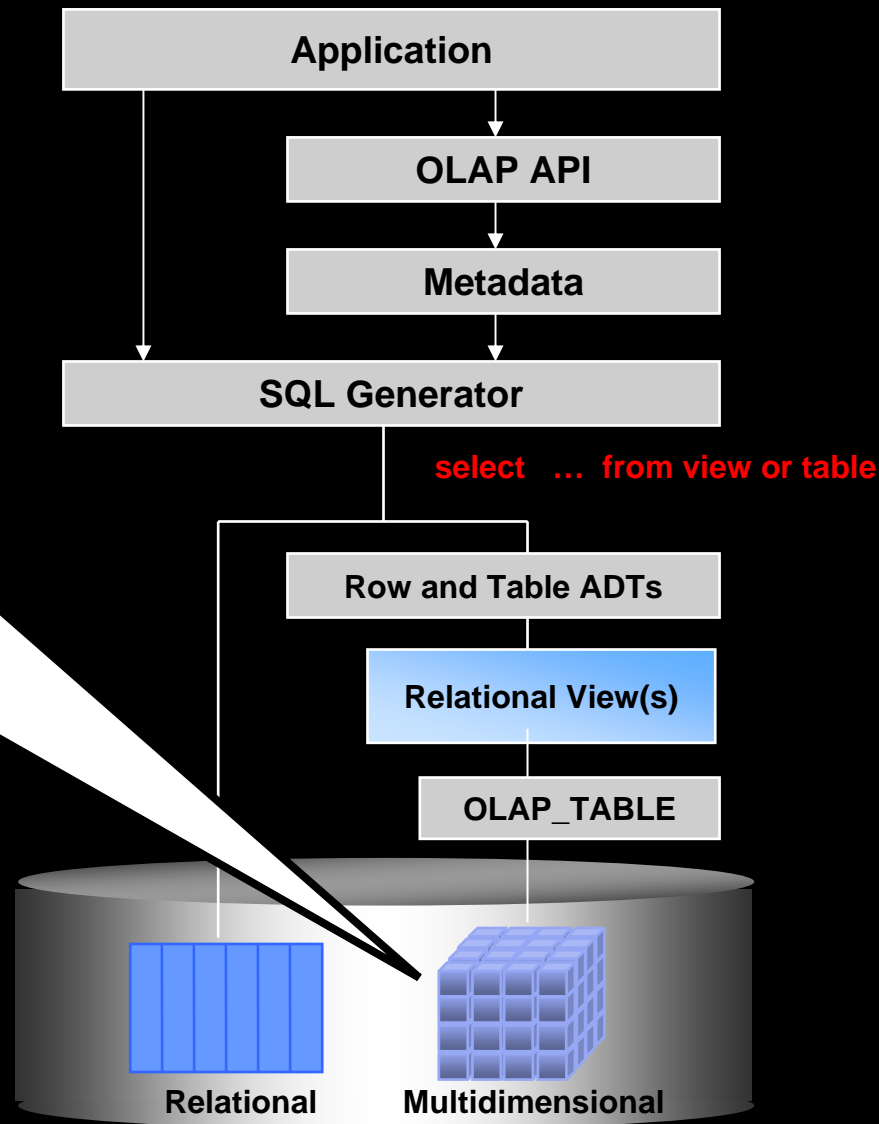 Application
OLAP API
Metadata
SQL Generator
select … from view or table
Row and Table ADTs
Relational View(s)
OLAP_TABLE
Relational
Multidimensional